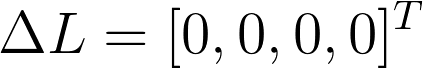 ΔL = [0, 0, 0, 0]^T